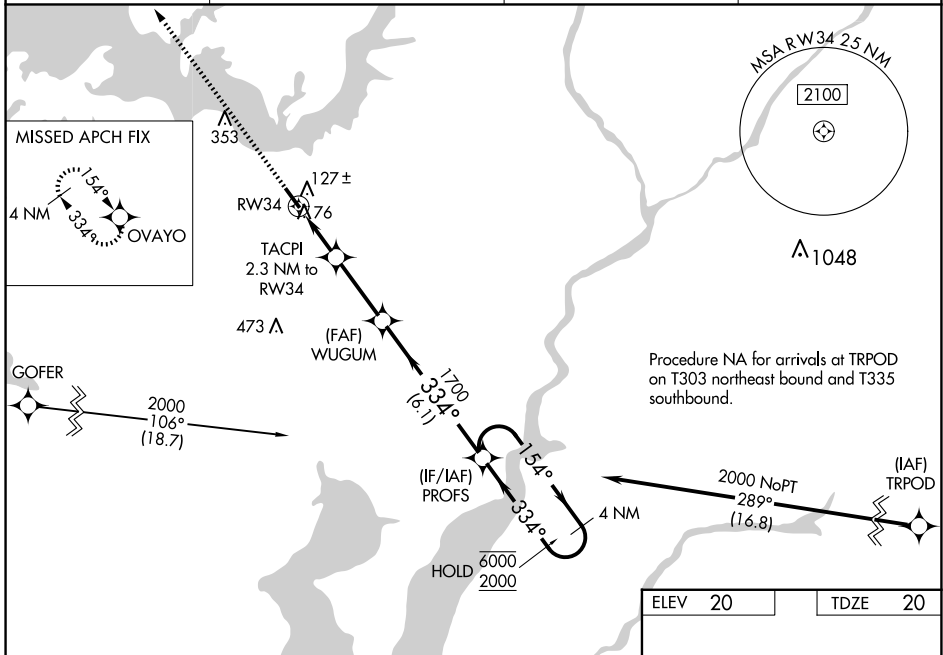 MSA RW34 25 NM
2100
353
MISSED APCH FIX
154°
4 NM
334°
OVAYO
127 ±
RW34
76
TACPI
2.3 NM to
RW34
1048
473
(FAF)
WUGUM
Procedure NA for arrivals at TRPOD
on T303 northeast bound and T335
southbound.
GOFER
2000
106°
(18.7)
1700
334°
(6.1)
(IF/IAF)
PROFS
154°
334°
4 NM
HOLD
6000
2000
2000 NoPT
289°
(16.8)
(IAF)
TRPOD
ELEV 20
TDZE 20